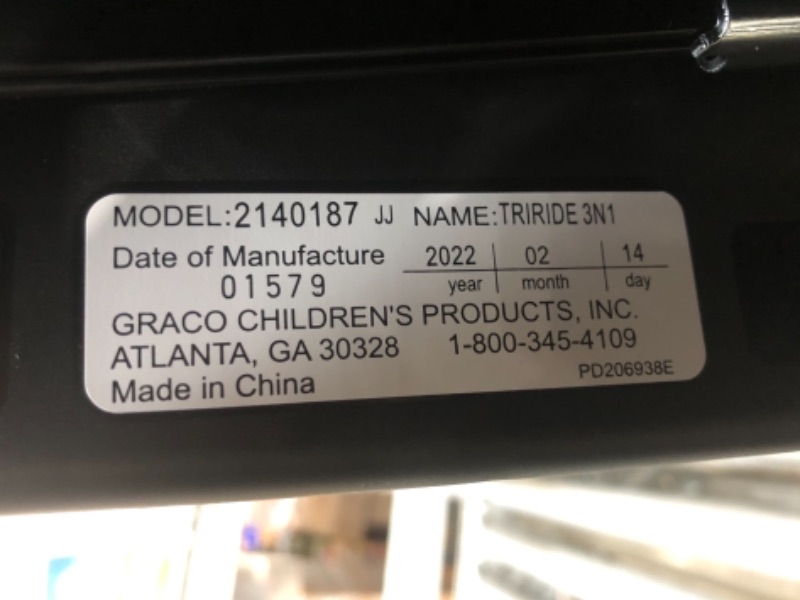 MODEL:2140187 JJ NAME:TRIRIDE 3N1
Date of Manufacture 2022 02 14
01579 year month day
GRACO CHILDREN'S PRODUCTS, INC.
ATLANTA, GA 30328 1-800-345-4109
Made in China PD206938E